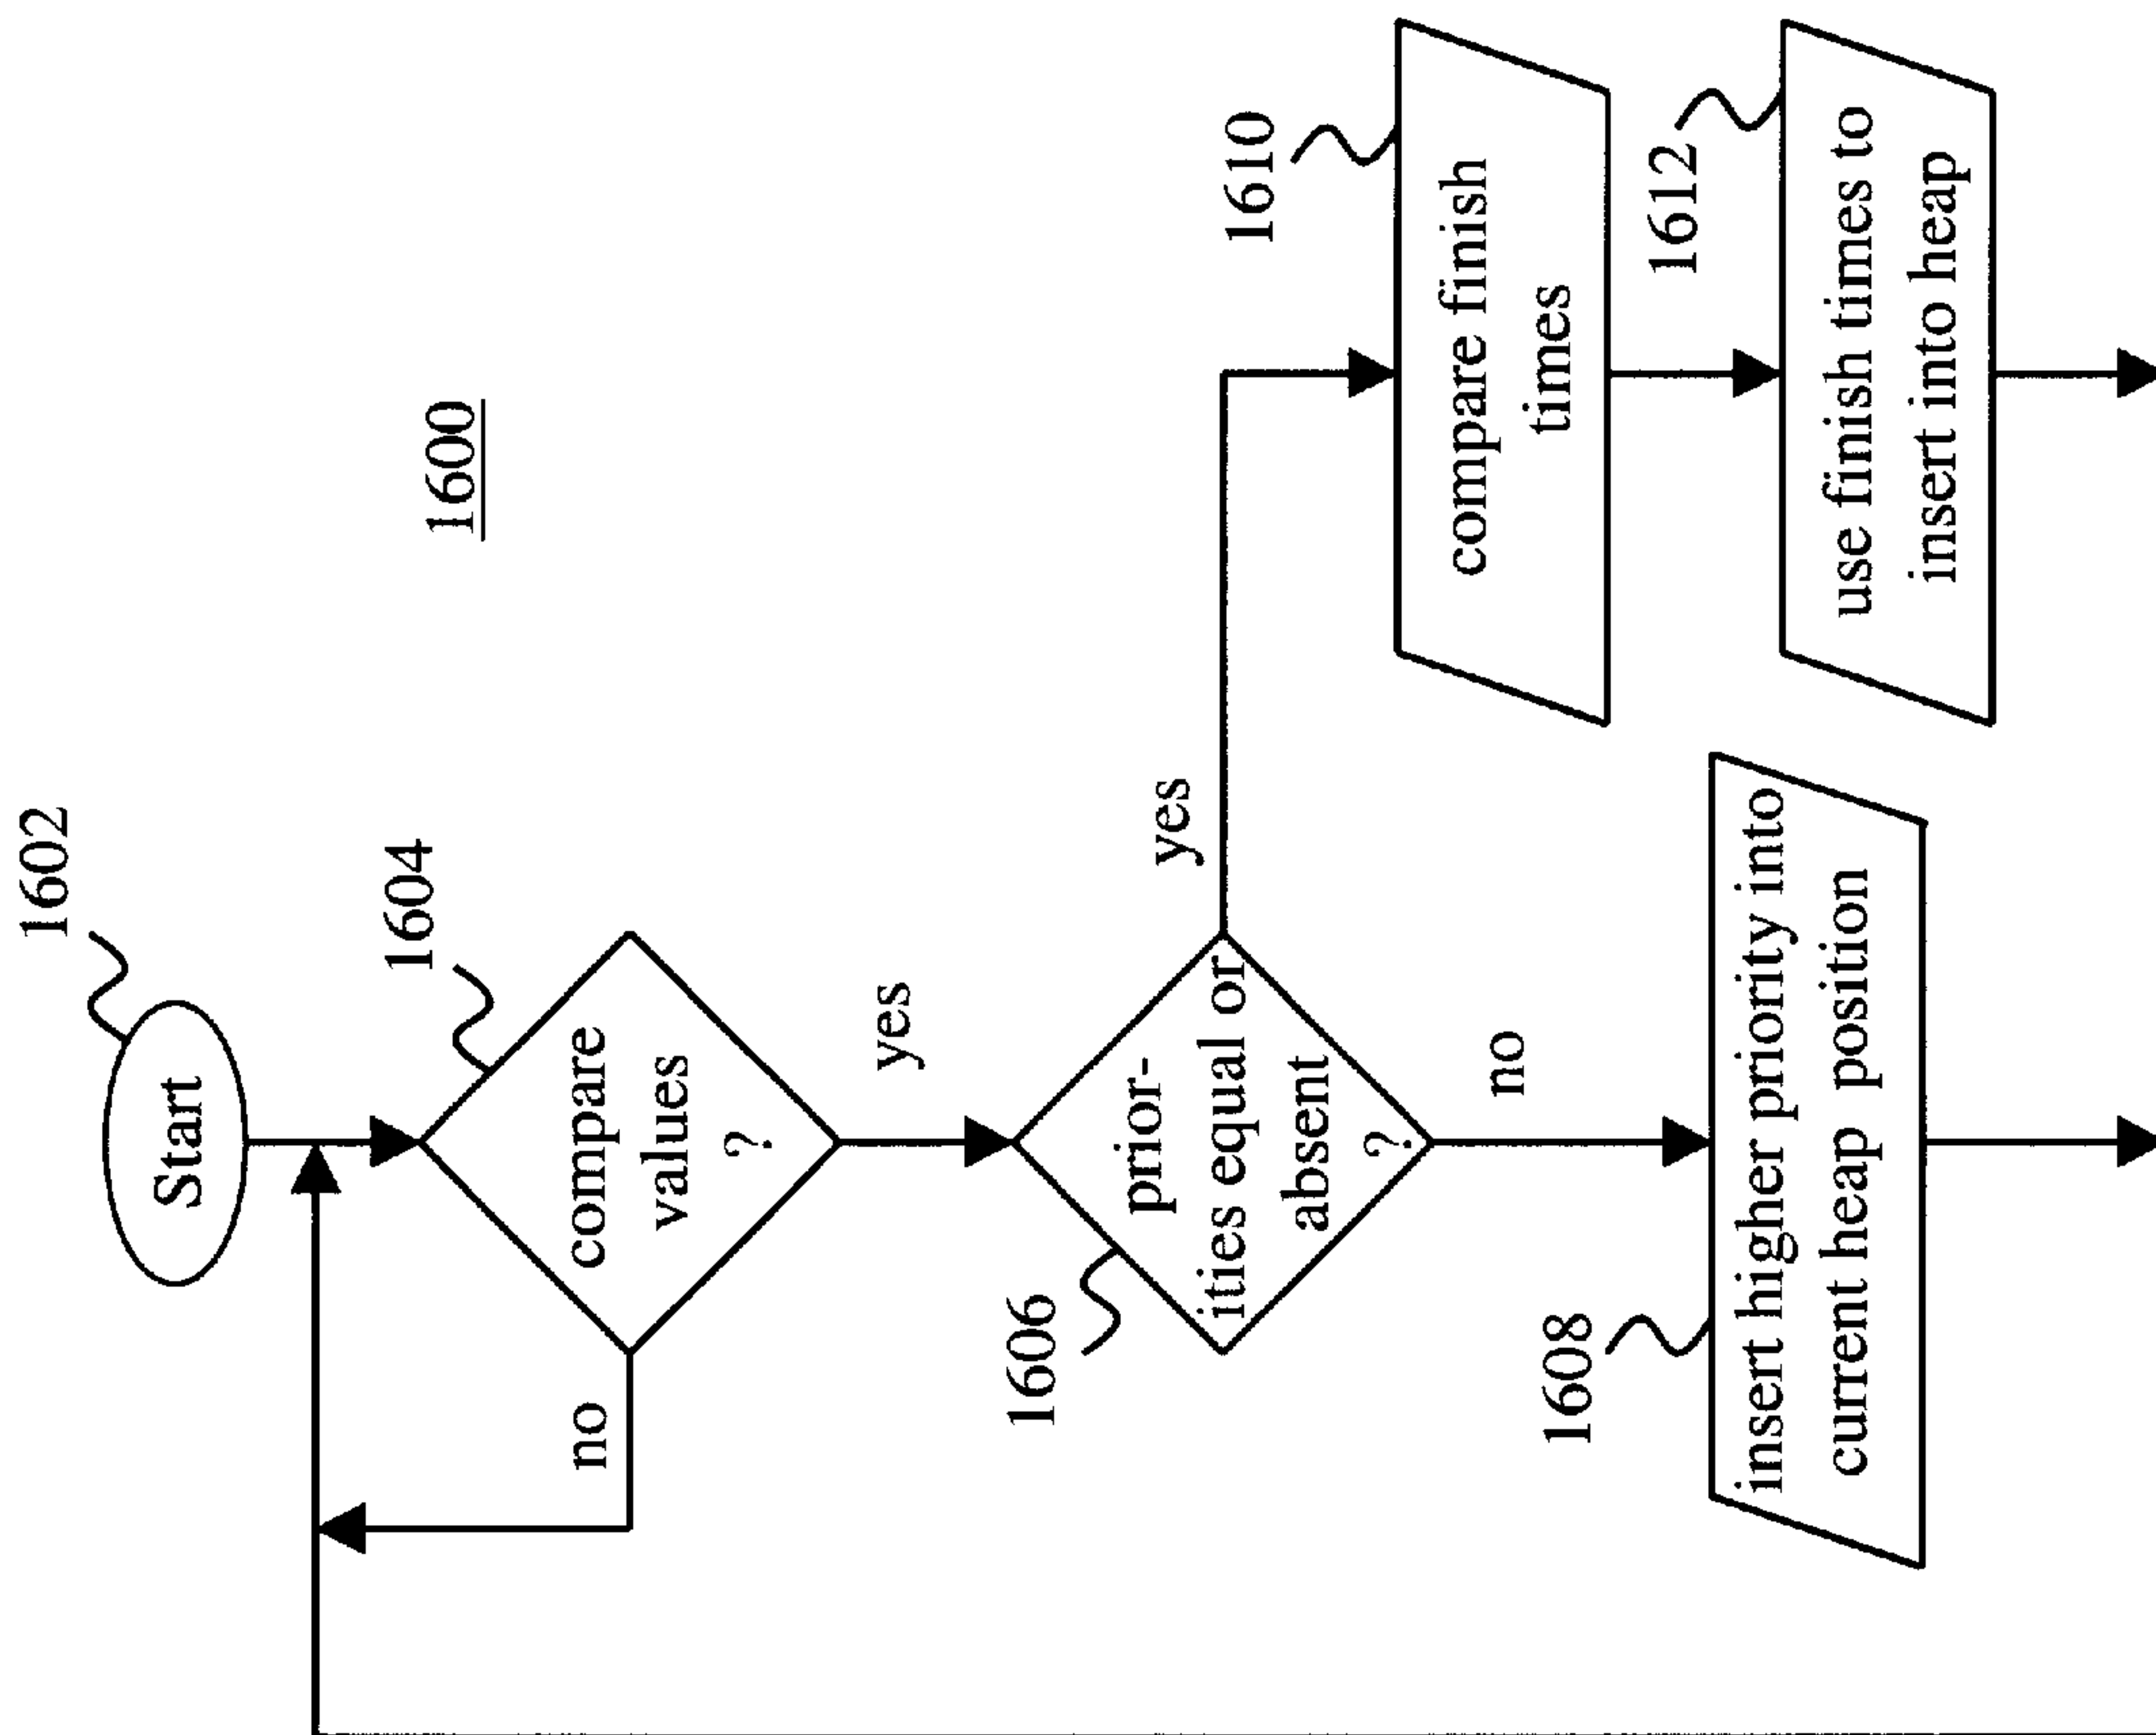 1600
1602
Start
1604
compare
values
?
no
yes
1606
prior-
ities equal or
absent
?
yes
no
1608
insert higher priority into
current heap position
1610
compare finish
times
1612
use finish times to
insert into heap